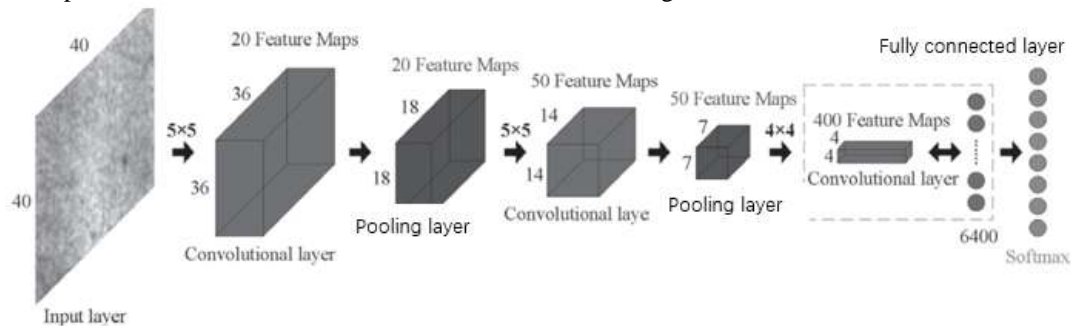 40
40
Input layer
5×5
20 Feature Maps
36
36
Convolutional layer
20 Feature Maps
18
18
Pooling layer
5×5
50 Feature Maps
14
14
Convolutional laye
50 Feature Maps
7
7
Pooling layer
4×4
400 Feature Maps
4
4
Convolutional layer
6400
Fully connected layer
Softmax